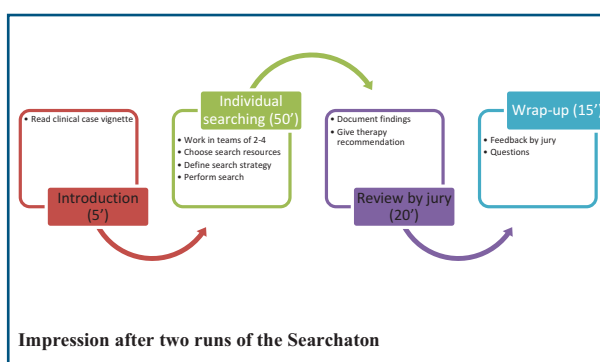 • Read clinical case vignette
Introduction
(5')
Individual
searching (50')
• Work in teams of 2-4
• Choose search resources
• Define search strategy
• Perform search
• Document findings
• Give therapy
recommendation
Review by jury
(20')
Wrap-up (15')
• Feedback by jury
• Questions
Impression after two runs of the Searchaton